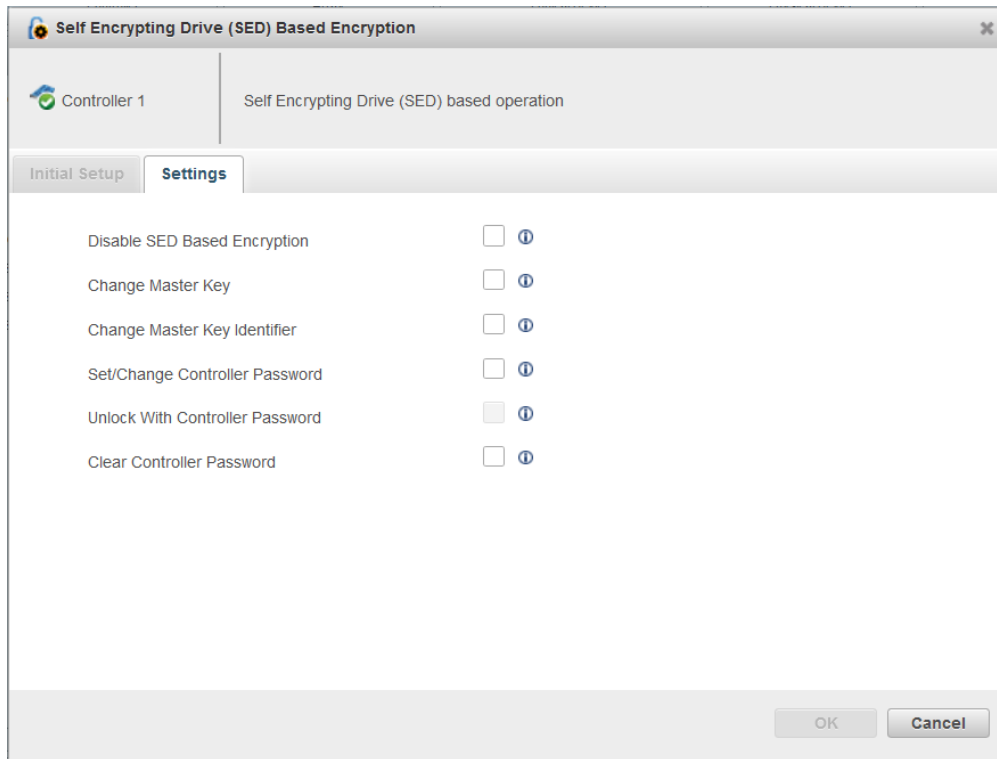 Self Encrypting Drive (SED) Based Encryption
Controller 1
Self Encrypting Drive (SED) based operation
Initial Setup
Settings
Disable SED Based Encryption
Change Master Key
Change Master Key Identifier
Set/Change Controller Password
Unlock With Controller Password
Clear Controller Password
OK
Cancel